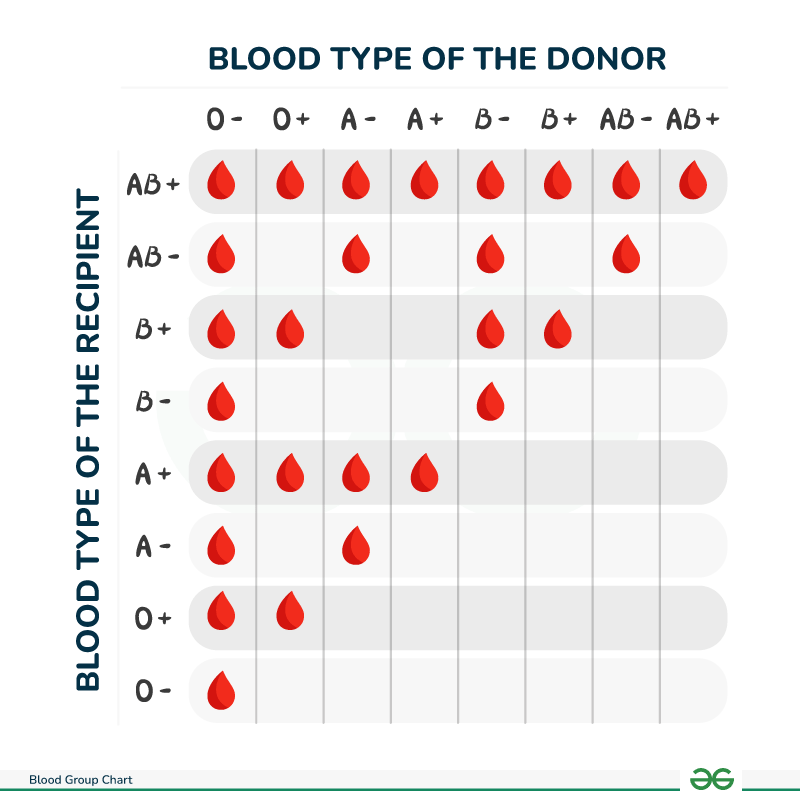 BLOOD TYPE OF THE DONOR
O- O+ A- A+ B- B+ AB- AB+
BLOOD TYPE OF THE RECIPIENT
AB+
AB-
B+
B-
A+
A-
O+
O-
Blood Group Chart